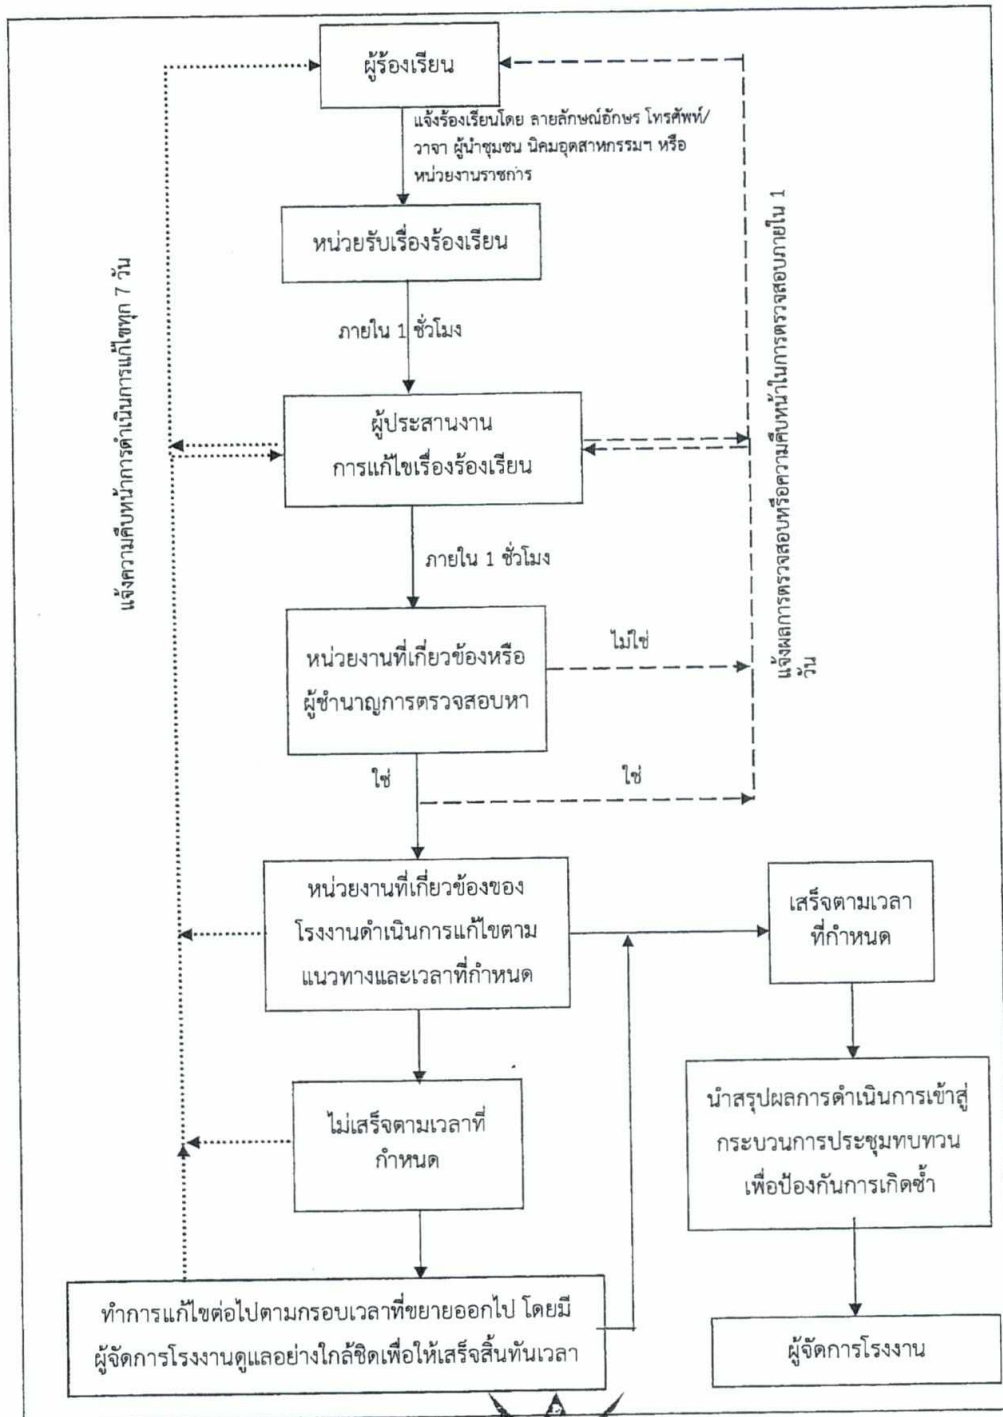 ผู้ร้องเรียน
แจ้งร้องเรียนโดย ลายลักษณ์อักษร โทรศัพท์/
วาจา ผู้นำชุมชน นิคมอุตสาหกรรมฯ หรือ
หน่วยงานราชการ
หน่วยรับเรื่องร้องเรียน
ภายใน 1 ชั่วโมง
ผู้ประสานงาน
การแก้ไขเรื่องร้องเรียน
ภายใน 1 ชั่วโมง
แจ้งความคืบหน้าการดำเนินการแก้ไขทุก 7 วัน
แจ้งผลการตรวจสอบหรือความคืบหน้าในการตรวจสอบภายใน 1
วัน
หน่วยงานที่เกี่ยวข้องหรือ
ผู้ชำนาญการตรวจสอบหา
ไม่ใช่
ใช่
ใช่
หน่วยงานที่เกี่ยวข้องของ
โรงงานดำเนินการแก้ไขตาม
แนวทางและเวลาที่กำหนด
เสร็จตามเวลา
ที่กำหนด
ไม่เสร็จตามเวลาที่
กำหนด
นำสรุปผลการดำเนินการเข้าสู่
กระบวนการประชุมทบทวน
เพื่อป้องกันการเกิดซ้ำ
ทำการแก้ไขต่อไปตามกรอบเวลาที่ขยายออกไป โดยมี
ผู้จัดการโรงงานดูแลอย่างใกล้ชิดเพื่อให้เสร็จสิ้นทันเวลา
ผู้จัดการโรงงาน